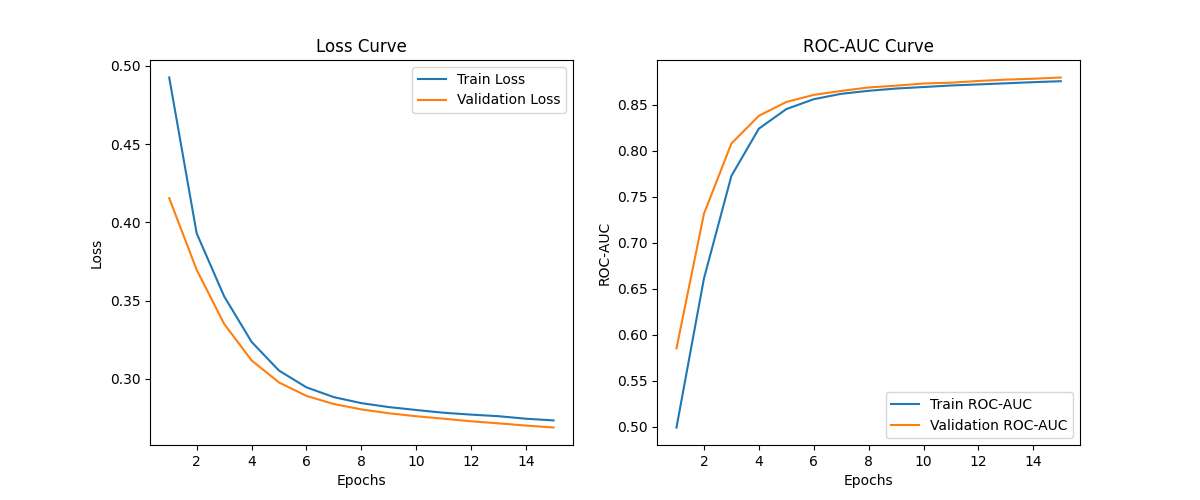 Loss Curve
0.50
0.45
0.40
0.35
0.30
Loss
Train Loss
Validation Loss
2 4 6 8 10 12 14
Epochs
ROC-AUC Curve
0.85
0.80
0.75
0.70
0.65
0.60
0.55
0.50
ROC-AUC
Train ROC-AUC
Validation ROC-AUC
2 4 6 8 10 12 14
Epochs